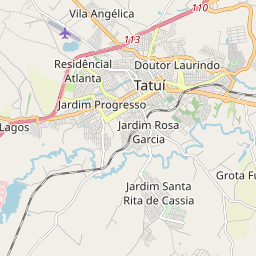 110
Vila Angélica
113
Residêncial
Atlanta
Doutor Laurindo
Tatuí
Jardim Progresso
Lagos
Jardim Rosa
Garcia
Grota Fu
Jardim Santa
Rita de Cassia